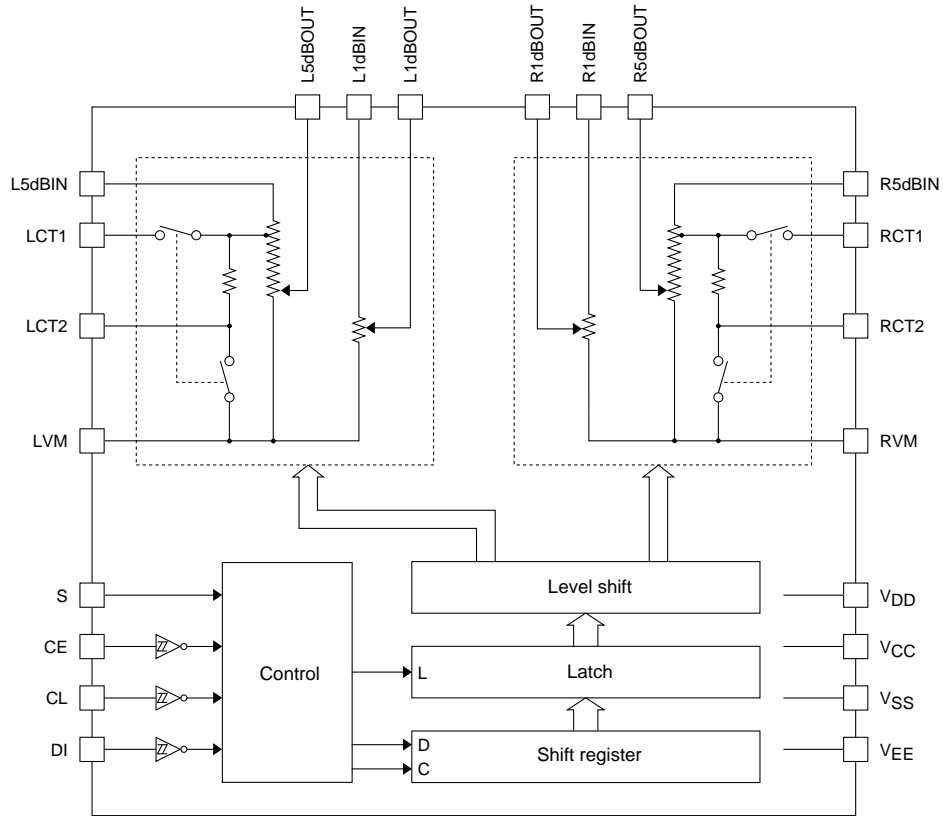 L5dBOUT
L1dBIN
L1dBOUT
R1dBOUT
R1dBIN
R5dBOUT
L5dBIN
R5dBIN
LCT1
RCT1
LCT2
RCT2
LVM
RVM
S
Level shift
VDD
CE
Control
L
Latch
VCC
CL
VSS
DI
D
C
Shift register
VEE